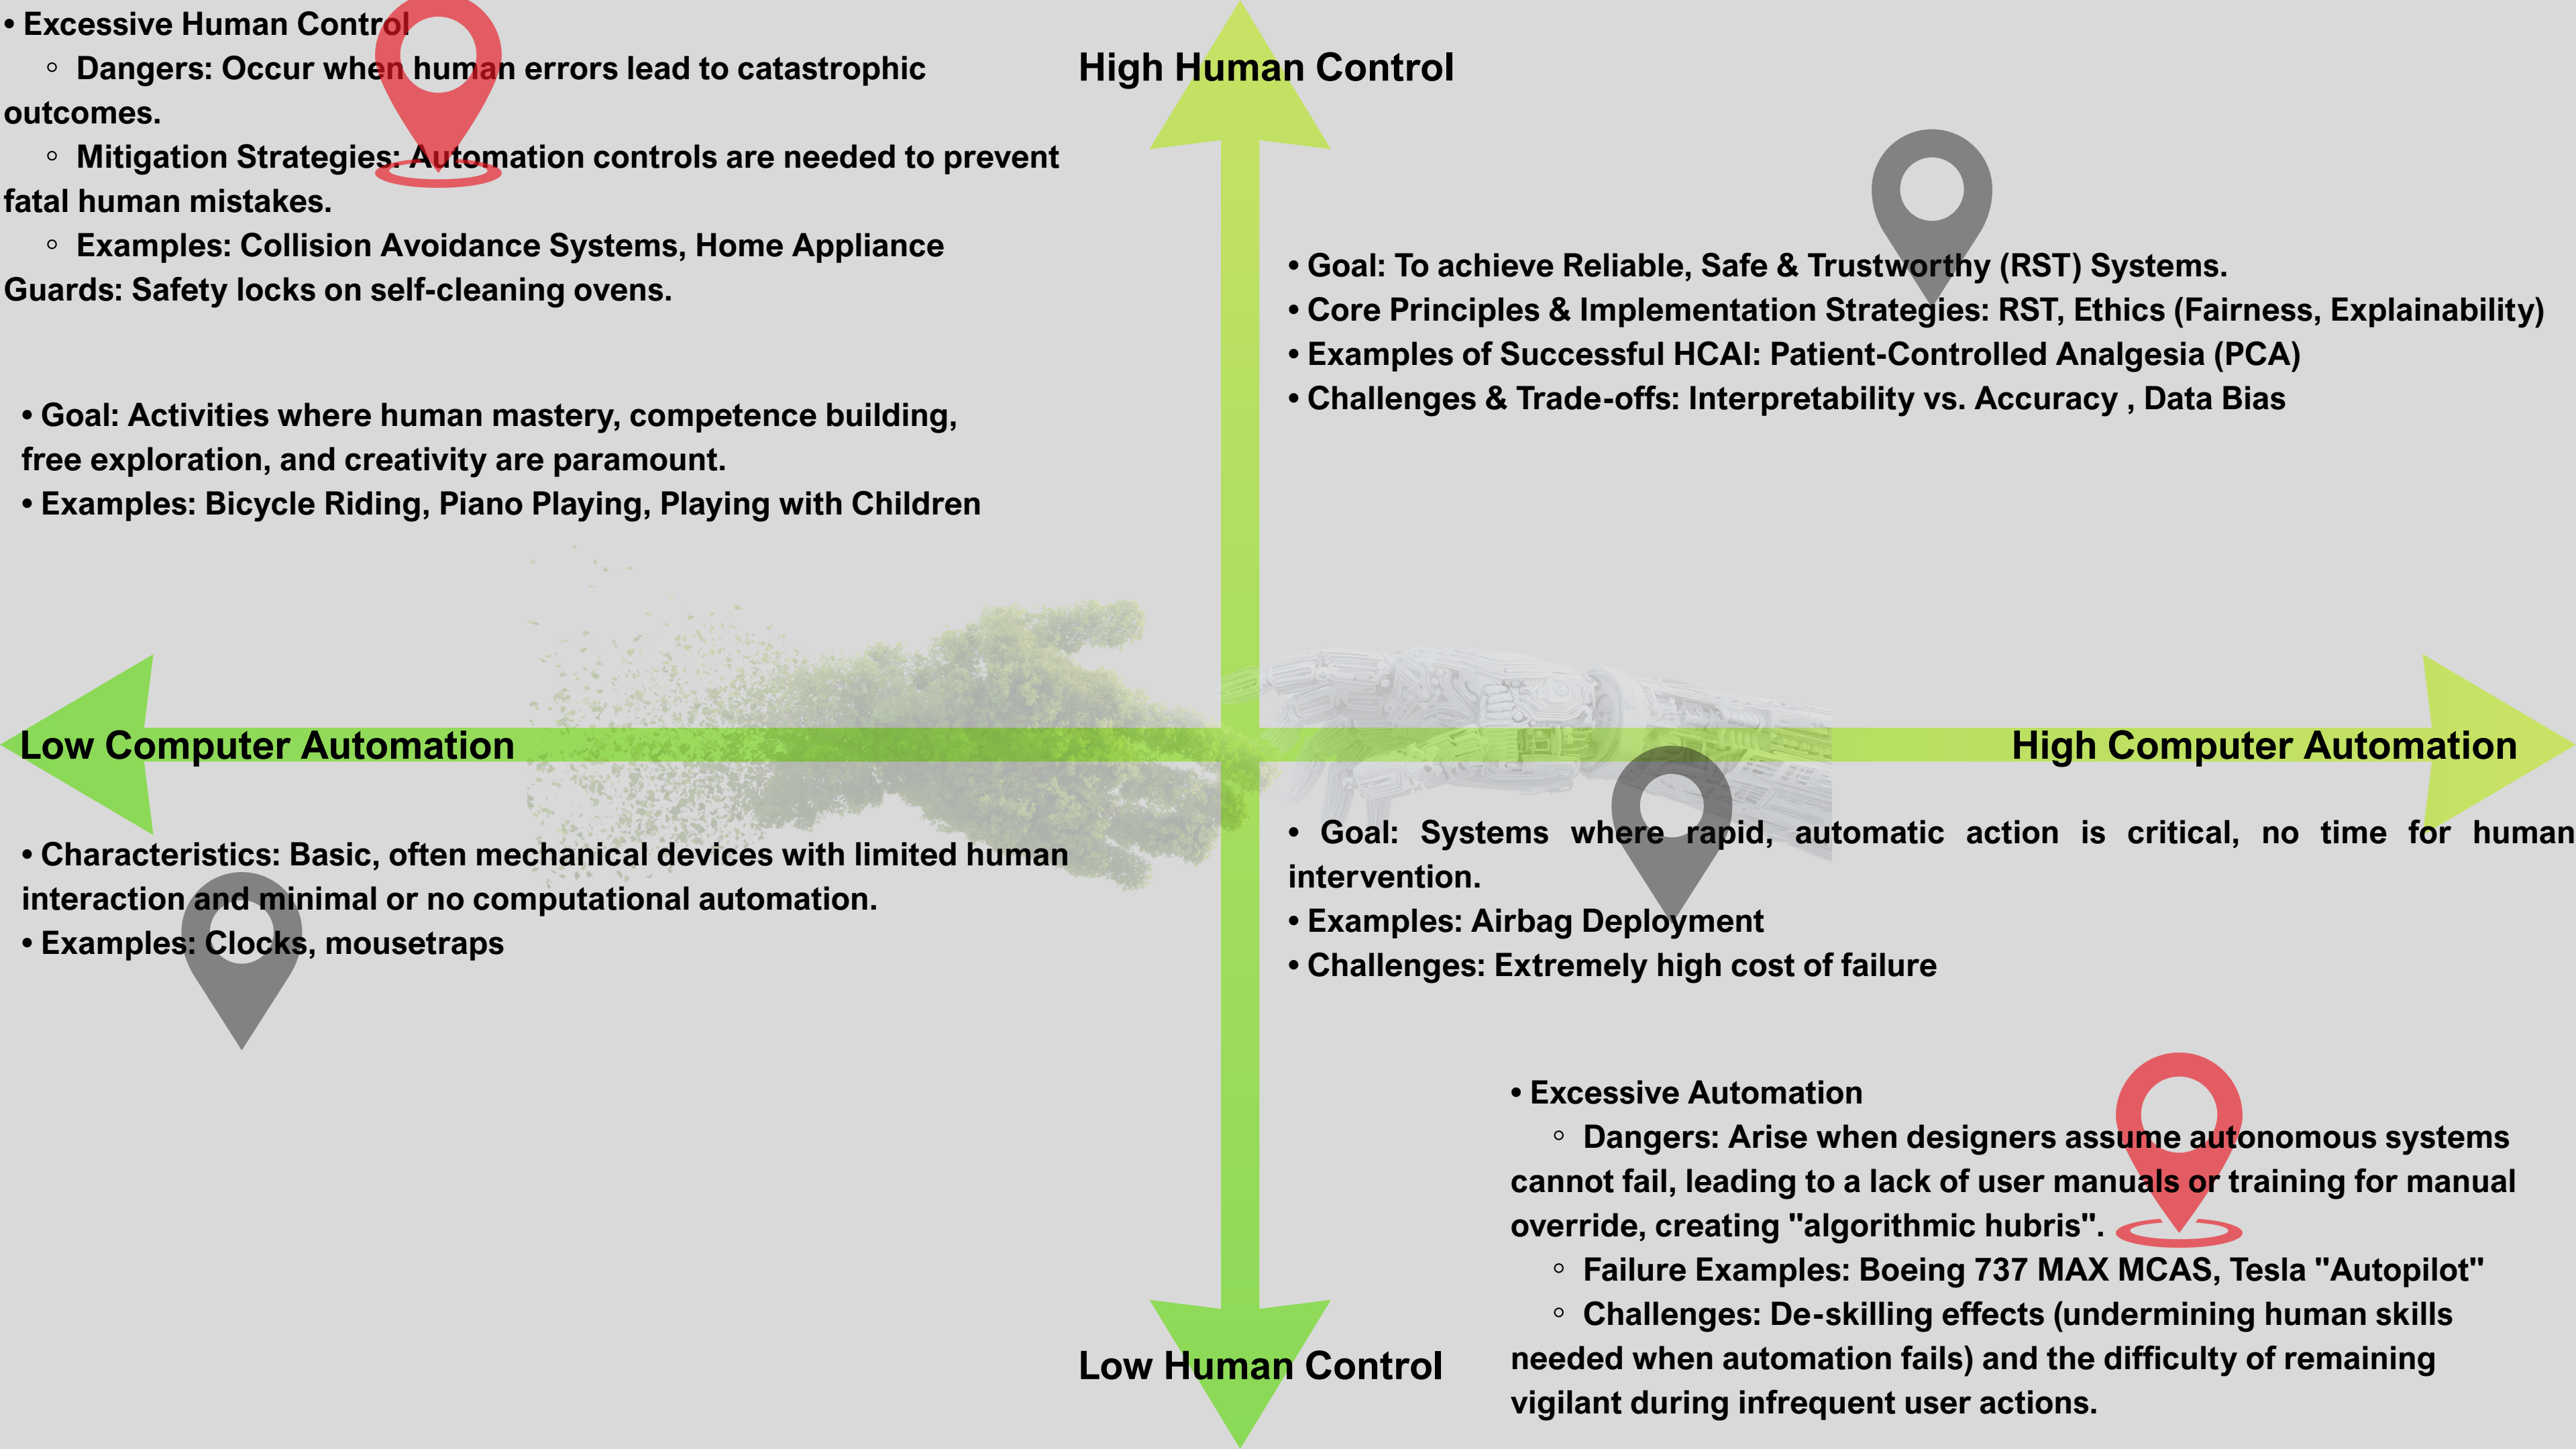 • Excessive Human Control
◦ Dangers: Occur when human errors lead to catastrophic
outcomes.
◦ Mitigation Strategies: Automation controls are needed to prevent
fatal human mistakes.
◦ Examples: Collision Avoidance Systems, Home Appliance
Guards: Safety locks on self-cleaning ovens.
• Goal: Activities where human mastery, competence building,
free exploration, and creativity are paramount.
• Examples: Bicycle Riding, Piano Playing, Playing with Children
High Human Control
• Goal: To achieve Reliable, Safe & Trustworthy (RST) Systems.
• Core Principles & Implementation Strategies: RST, Ethics (Fairness, Explainability)
• Examples of Successful HCAI: Patient-Controlled Analgesia (PCA)
• Challenges & Trade-offs: Interpretability vs. Accuracy , Data Bias
Low Computer Automation
High Computer Automation
• Characteristics: Basic, often mechanical devices with limited human
interaction and minimal or no computational automation.
• Examples: Clocks, mousetraps
• Goal: Systems where rapid, automatic action is critical, no time for human
intervention.
• Examples: Airbag Deployment
• Challenges: Extremely high cost of failure
• Excessive Automation
◦ Dangers: Arise when designers assume autonomous systems
cannot fail, leading to a lack of user manuals or training for manual
override, creating "algorithmic hubris".
◦ Failure Examples: Boeing 737 MAX MCAS, Tesla "Autopilot"
◦ Challenges: De-skilling effects (undermining human skills
needed when automation fails) and the difficulty of remaining
vigilant during infrequent user actions.
Low Human Control